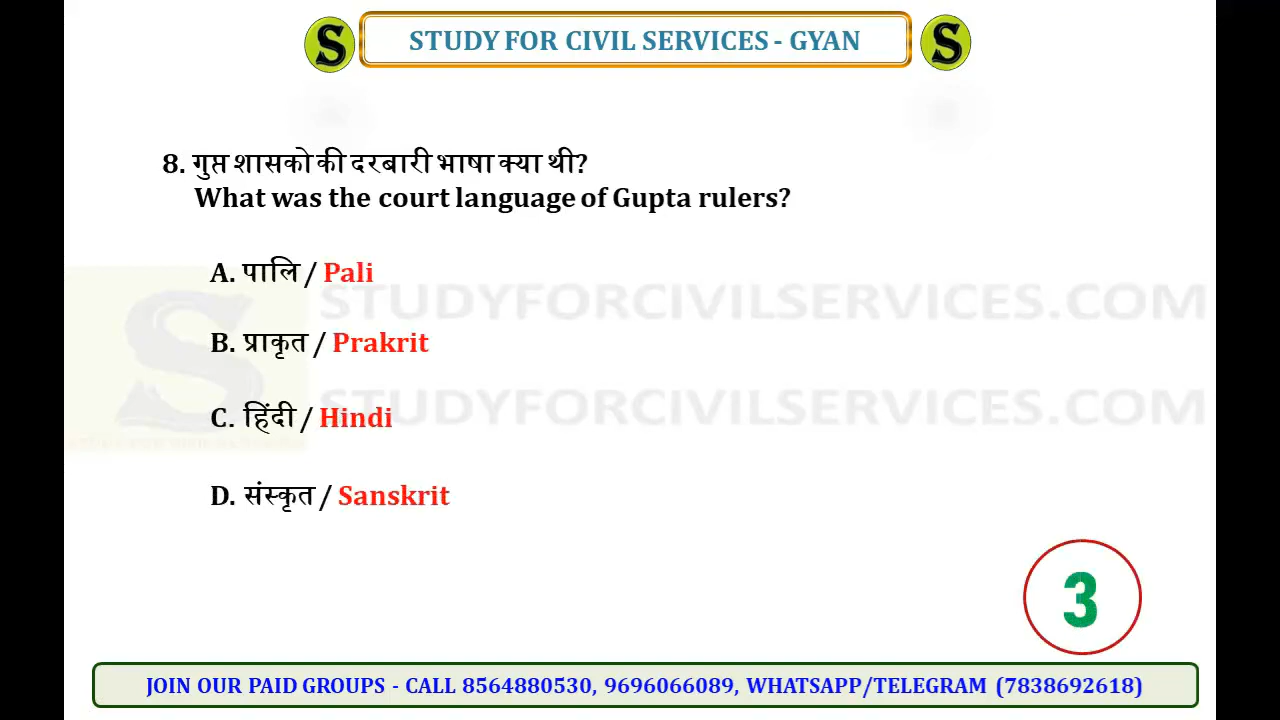 S STUDY FOR CIVIL SERVICES - GYAN S
8. गुप्त शासको की दरबारी भाषा क्या थी?
What was the court language of Gupta rulers?
A. पालि / Pali
STUDYFORCIVILSERVICES.COM
B. प्राकृत / Prakrit
C. हिंदी / Hindi
STUDYFORCIVILSERVICES.COM
D. संस्कृत / Sanskrit
3
JOIN OUR PAID GROUPS - CALL 8564880530, 9696066089, WHATSAPP/TELEGRAM (7838692618)